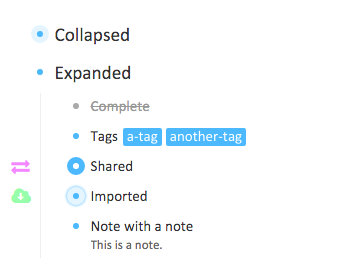 Collapsed
Expanded
Complete
Tags a-tag another-tag
Shared
Imported
Note with a note
This is a note.